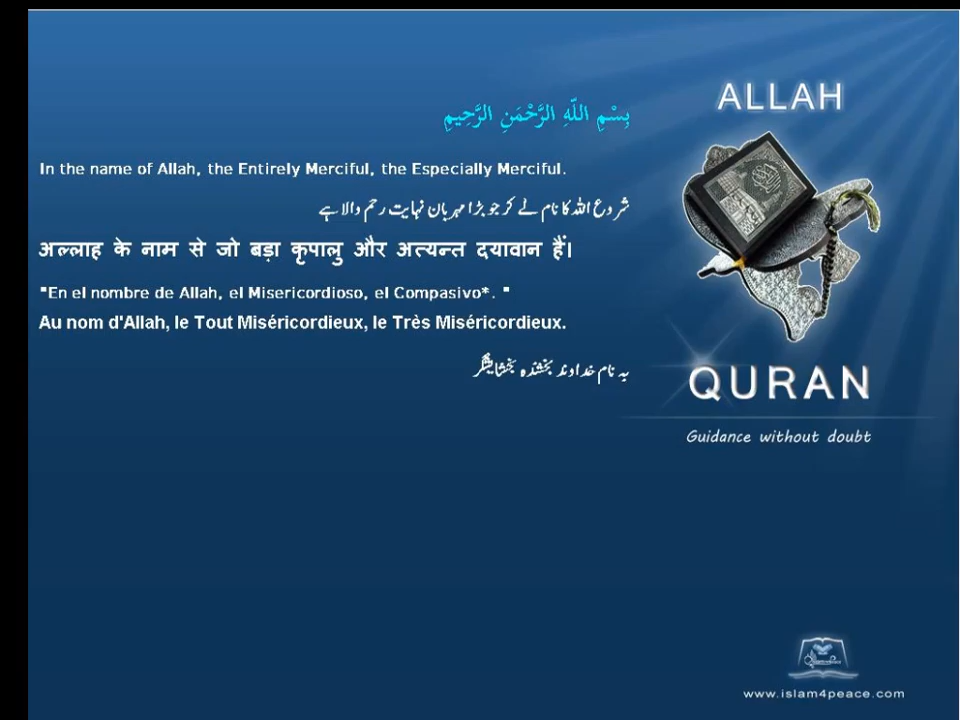 بِسْمِ اللَّهِ الرَّحْمَنِ الرَّحِيمِ
In the name of Allah, the Entirely Merciful, the Especially Merciful.
شروع الله کا نام لے کر جو بڑا مہربان نہایت رحم والا ہے
अल्लाह के नाम से जो बड़ा कृपालु और अत्यन्त दयावान हैं।
"En el nombre de Allah, el Misericordioso, el Compasivo*. "
Au nom d'Allah, le Tout Miséricordieux, le Très Miséricordieux.
به نام خداوند بخشنده بخشایشگر
ALLAH
QURAN
Guidance without doubt
www.islam4peace.com